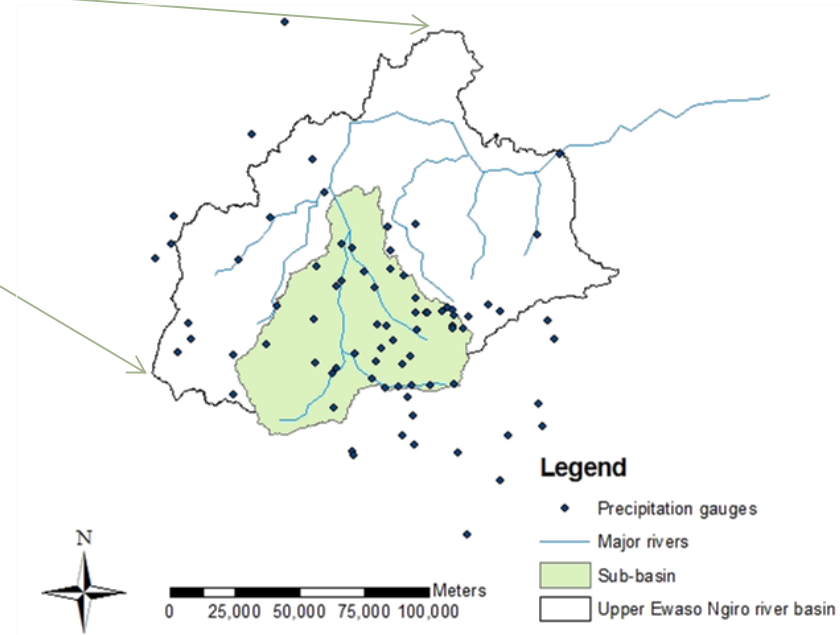 Legend
Precipitation gauges
Major rivers
Sub-basin
Upper Ewaso Ngiro river basin
N
Meters
0 25,000 50,000 75,000 100,000